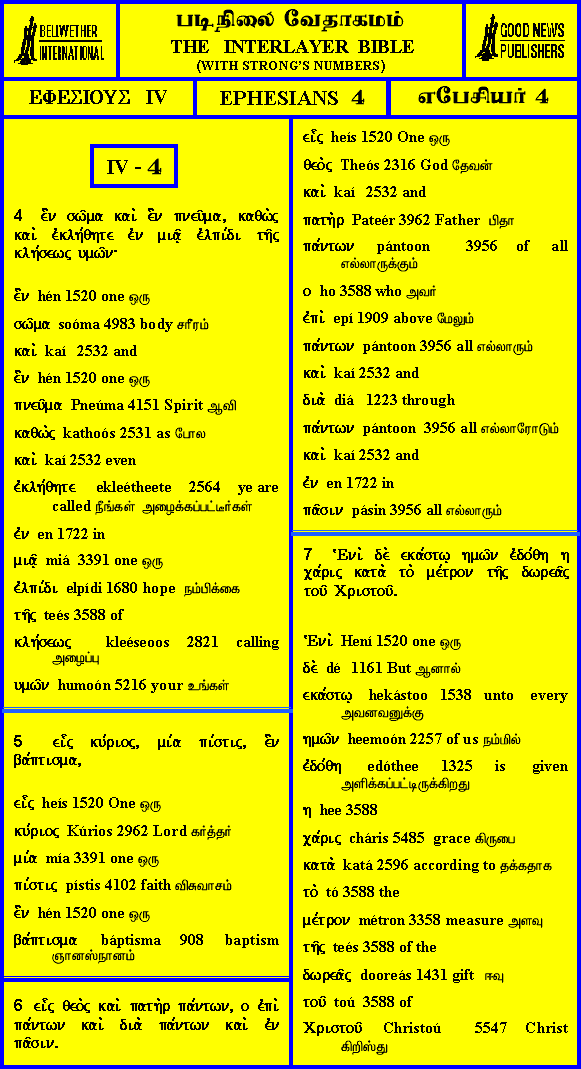 BELLWETHER
INTERNATIONAL
படிநிலை வேதாகமம்
THE INTERLAYER BIBLE
(WITH STRONG'S NUMBERS)
GOOD NEWS
PUBLISHERS
ΕΦΕΣΙΟΥΣ IV
EPHESIANS 4
எபேசியர் 4
IV - 4
4 ἓν σῶμα καὶ ἓν πνεῦμα, καθὼς
καὶ ἐκλήθητε ἐν μιᾷ ἐλπίδι τῆς
κλήσεως υμῶν·
ἓν hén 1520 one ஒரு
σῶμα soóma 4983 body சரீரம்
καὶ kaí 2532 and
ἓν hén 1520 one ஒரு
πνεῦμα Pneúma 4151 Spirit ஆவி
καθὼς kathoós 2531 as போல
καὶ kaí 2532 even
ἐκλήθητε ekleétheete 2564 ye are
called நீங்கள் அழைக்கப்பட்டீர்கள்
ἐν en 1722 in
μιᾷ miá 3391 one ஒரு
ἐλπίδι elpídi 1680 hope நம்பிக்கை
τῆς teés 3588 of
κλήσεως kleéseoos 2821 calling
அழைப்பு
υμῶν humoón 5216 your உங்கள்
5 εἷς κύριος, μία πίστις, ἓν
βάπτισμα,
εἷς heís 1520 One ஒரு
κύριος Kúrios 2962 Lord கர்த்தர்
μία mía 3391 one ஒரு
πίστις pístis 4102 faith விசுவாசம்
ἓν hén 1520 one ஒரு
βάπτισμα báptisma 908 baptism
ஞானஸ்நானம்
6 εἷς θεὸς καὶ πατὴρ πάντων, ο ἐπὶ
πάντων καὶ διὰ πάντων καὶ ἐν
πᾶσιν.
εἷς heís 1520 One ஒரு
θεὸς Theós 2316 God தேவன்
καὶ kaí 2532 and
πατὴρ Pateér 3962 Father பிதா
πάντων pántoon 3956 of all
எல்லாருக்கும்
ο ho 3588 who அவர்
ἐπὶ epí 1909 above மேலும்
πάντων pántoon 3956 all எல்லாரும்
καὶ kaí 2532 and
διὰ diá 1223 through
πάντων pántoon 3956 all எல்லாரோடும்
καὶ kaí 2532 and
ἐν en 1722 in
πᾶσιν pásin 3956 all எல்லாரும்
7 Ἑνὶ δὲ εκάστῳ ημῶν ἐδόθη η
χάρις κατὰ τὸ μέτρον τῆς δωρεᾶς
τοῦ Χριστοῦ.
Ἑνὶ Hení 1520 one ஒரு
δὲ dé 1161 But ஆனால்
εκάστῳ hekástoo 1538 unto every
அவனவனுக்கு
ημῶν heemoón 2257 of us நம்மில்
ἐδόθη edóthee 1325 is given
அளிக்கப்பட்டிருக்கிறது
η hee 3588
χάρις cháris 5485 grace கிருபை
κατὰ katá 2596 according to தக்கதாக
τὸ tó 3588 the
μέτρον métron 3358 measure அளவு
τῆς teés 3588 of the
δωρεᾶς dooreás 1431 gift ஈவு
τοῦ toú 3588 of
Χριστοῦ Christoú 5547 Christ
கிறிஸ்து